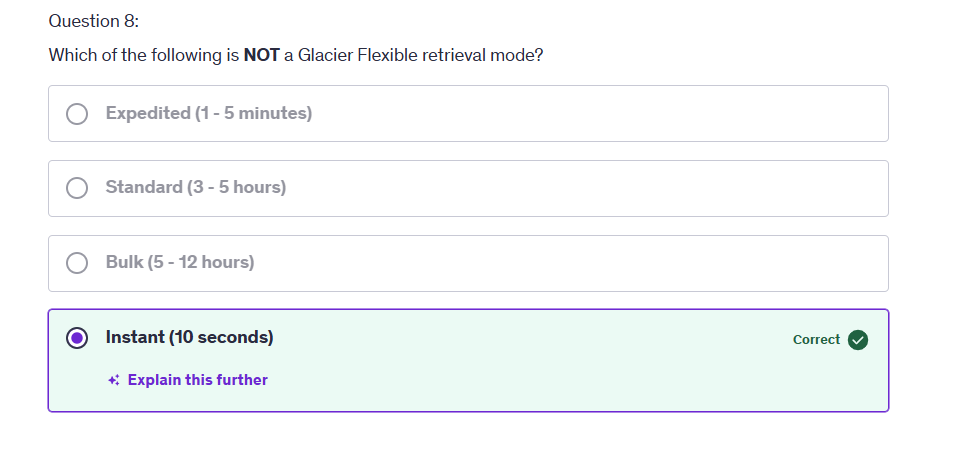 Question 8:
Which of the following is NOT a Glacier Flexible retrieval mode?
Expedited (1 - 5 minutes)
Standard (3 - 5 hours)
Bulk (5 - 12 hours)
Instant (10 seconds)
Correct
Explain this further